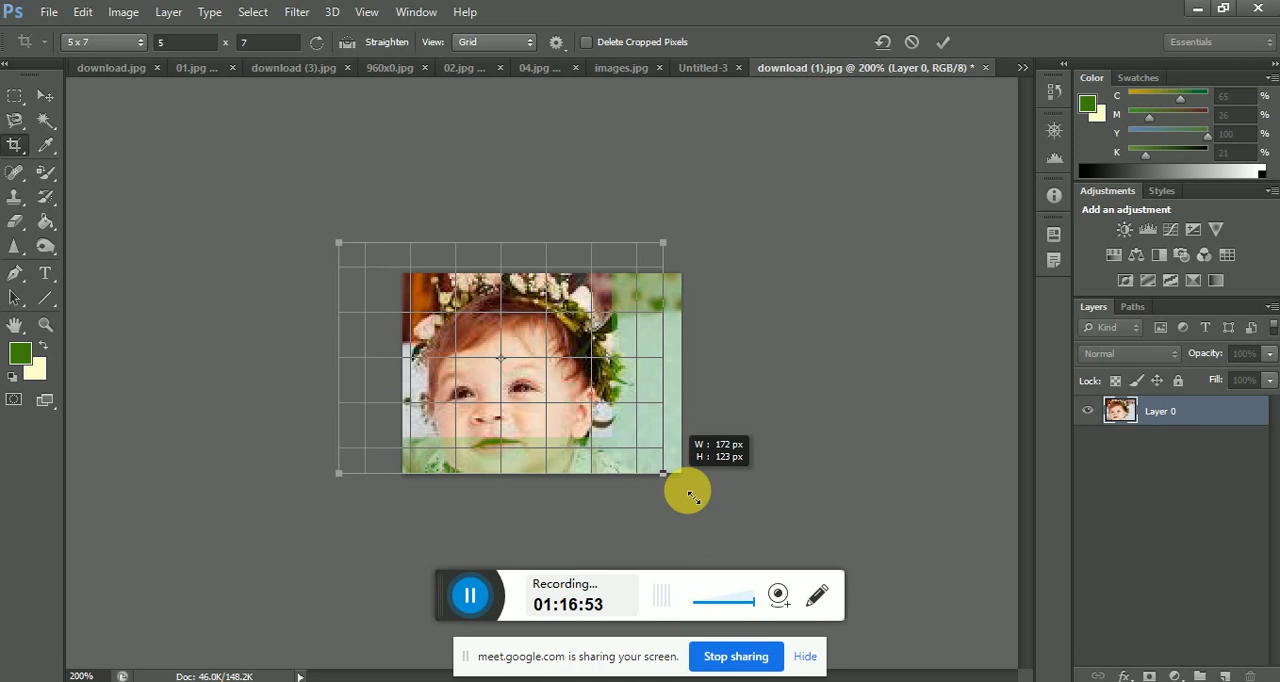 Ps File Edit Image Layer Type Select Filter 3D View Window Help
5 x 7 5 x 7 Straighten View: Grid Delete Cropped Pixels Essentials
download.jpg × 01.jpg ... × download (3).jpg × 960x0.jpg × 02.jpg ... × 04.jpg ... × images.jpg × Untitled-3 × download (1).jpg @ 200% (Layer 0, RGB/8) * ×
Color Swatches
C 65 %
M 26 %
Y 100 %
K 21 %
Adjustments Styles
Add an adjustment
Layers Paths
Kind
Normal Opacity: 100%
Lock: Fill: 100%
Layer 0
W : 172 px
H : 123 px
Recording...
01:16:53
meet.google.com is sharing your screen. Stop sharing Hide
200% Doc: 46.0K/148.2K